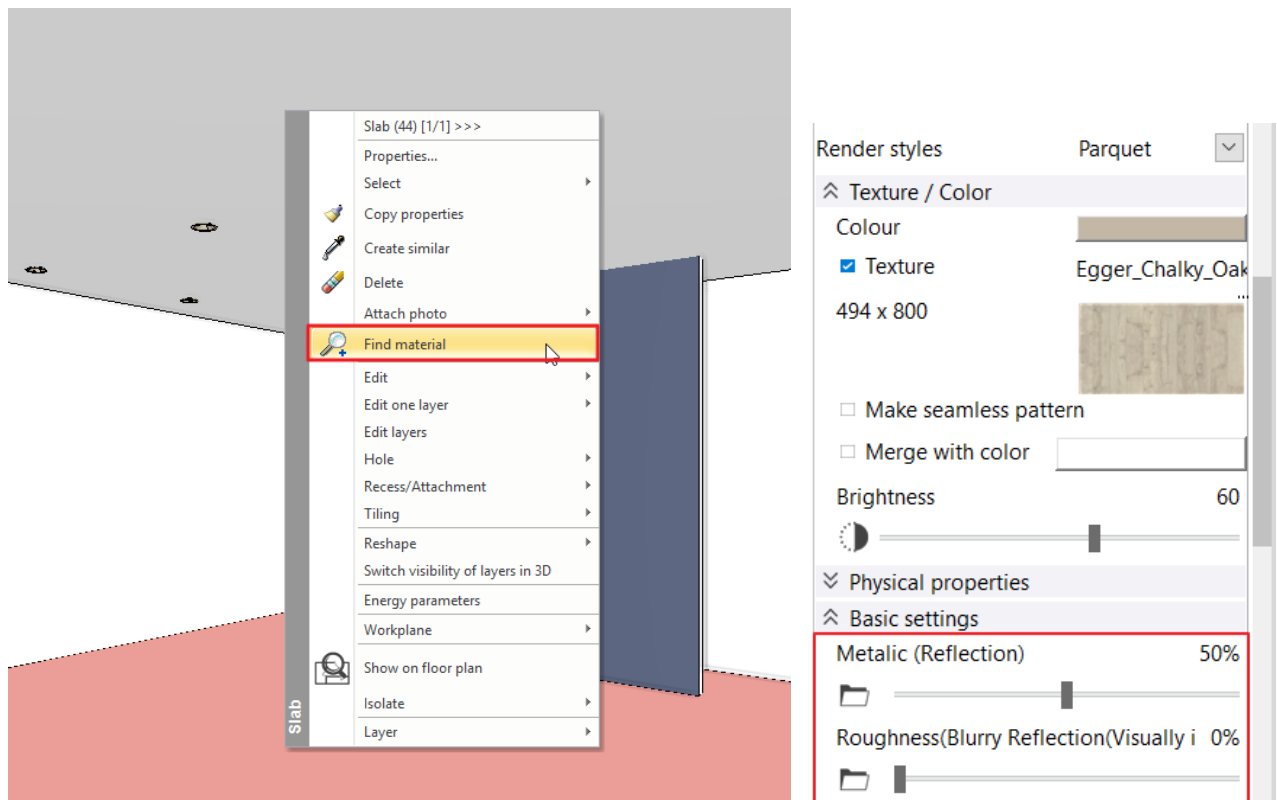 Slab (44) [1/1] >>>
Properties...
Select
Copy properties
Create similar
Delete
Attach photo
Find material
Edit
Edit one layer
Edit layers
Hole
Recess/Attachment
Tiling
Reshape
Switch visibility of layers in 3D
Energy parameters
Workplane
Show on floor plan
Isolate
Layer
Slab
Render styles Parquet
Texture / Color
Colour
Texture Egger_Chalky_Oak
...
494 x 800
Make seamless pattern
Merge with color
Brightness 60
Physical properties
Basic settings
Metalic (Reflection) 50%
Roughness(Blurry Reflection(Visually i 0%